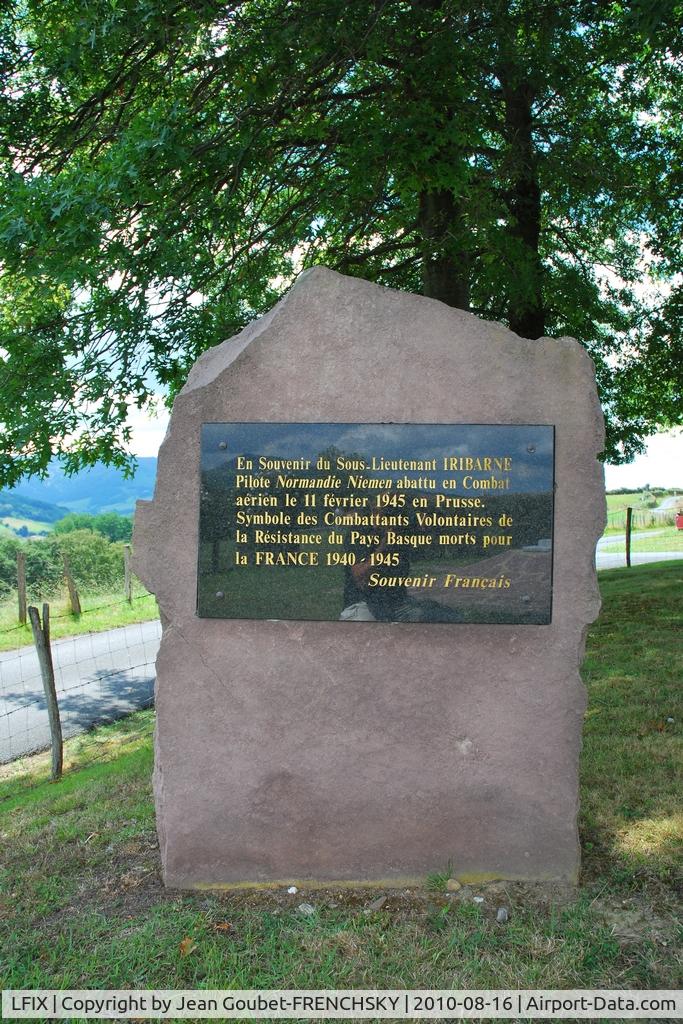 En Souvenir du Sous-Lieutenant IRIBARNE
Pilote Normandie Niemen abattu en Combat
aérien le 11 février 1945 en Prusse.
Symbole des Combattants Volontaires de
la Résistance du Pays Basque morts pour
la FRANCE 1940 - 1945
Souvenir Français
LFIX | Copyright by Jean Goubet-FRENCHSKY | 2010-08-16 | Airport-Data.com